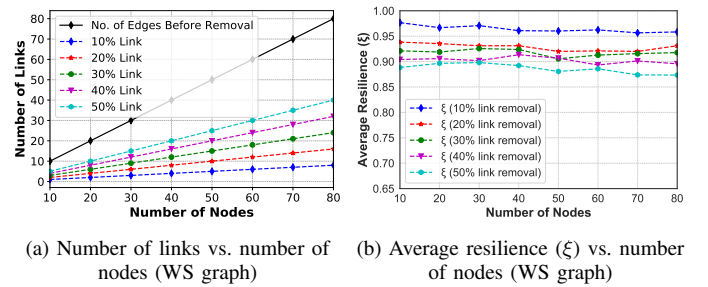 No. of Edges Before Removal
10% Link
20% Link
30% Link
40% Link
50% Link
Number of Links
80
70
60
50
40
30
20
10
0
10 20 30 40 50 60 70 80
Number of Nodes
(a) Number of links vs. number of
nodes (WS graph)
Average Resilience (ξ)
1.00
0.95
0.90
0.85
0.80
0.75
0.70
0.65
ξ (10% link removal)
ξ (20% link removal)
ξ (30% link removal)
ξ (40% link removal)
ξ (50% link removal)
10 20 30 40 50 60 70 80
Number of Nodes
(b) Average resilience (ξ) vs. number
of nodes (WS graph)